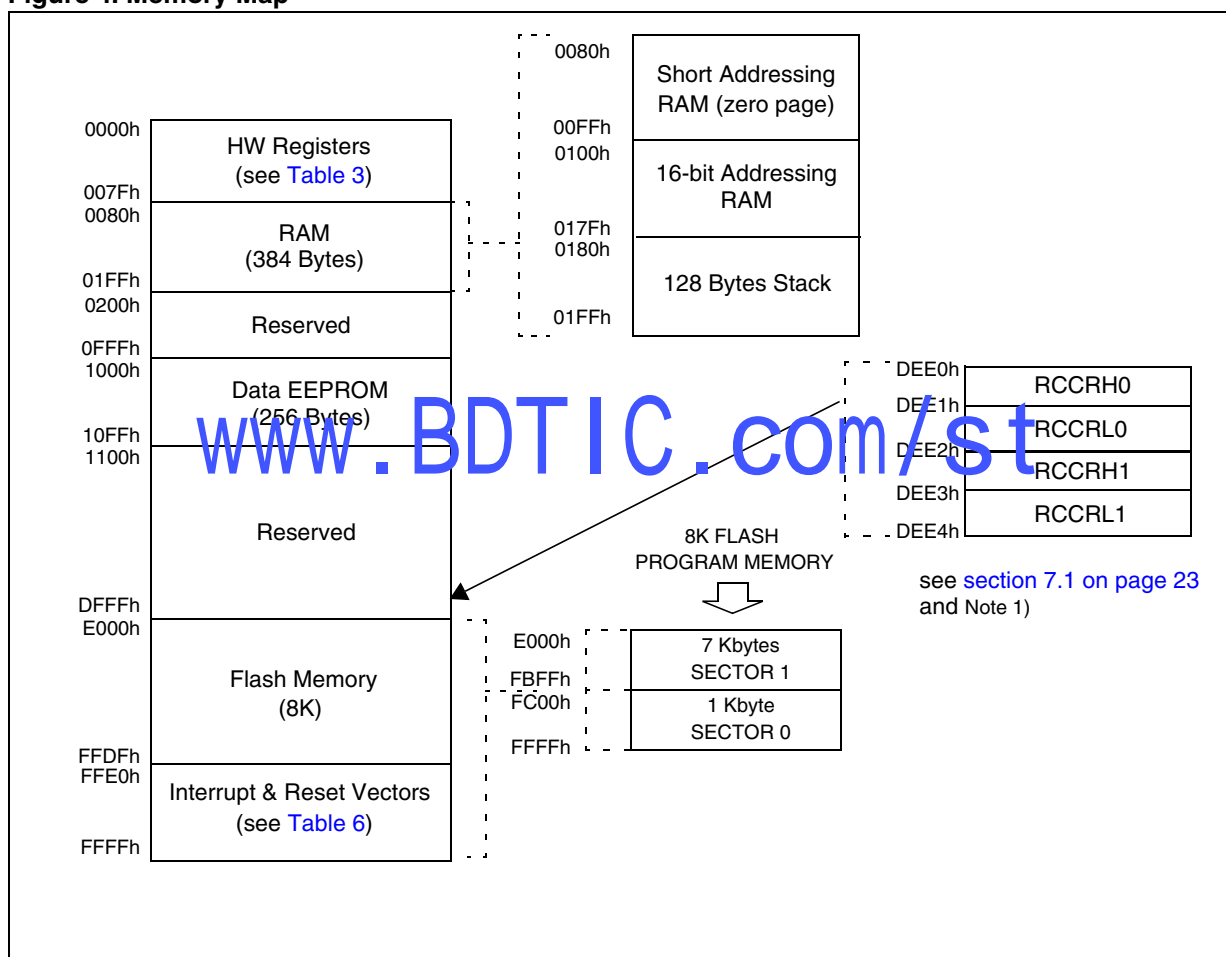 Figure 4. Memory Map
0000h
HW Registers
(see Table 3)
007Fh
0080h
RAM
(384 Bytes)
01FFh
0200h
Reserved
0FFFh
1000h
Data EEPROM
(256 Bytes)
10FFh
1100h
Reserved
DFFFh
E000h
Flash Memory
(8K)
FFDFh
FFE0h
Interrupt & Reset Vectors
(see Table 6)
FFFFh
0080h
Short Addressing
RAM (zero page)
00FFh
0100h
16-bit Addressing
RAM
017Fh
0180h
128 Bytes Stack
01FFh
DEE0h
RCCRH0
DEE1h
RCCRL0
DEE2h
RCCRH1
DEE3h
RCCRL1
DEE4h
see section 7.1 on page 23
and Note 1)
8K FLASH
PROGRAM MEMORY
E000h
7 Kbytes
SECTOR 1
FBFFh
FC00h
1 Kbyte
SECTOR 0
FFFFh
www.BDTIC.com/st